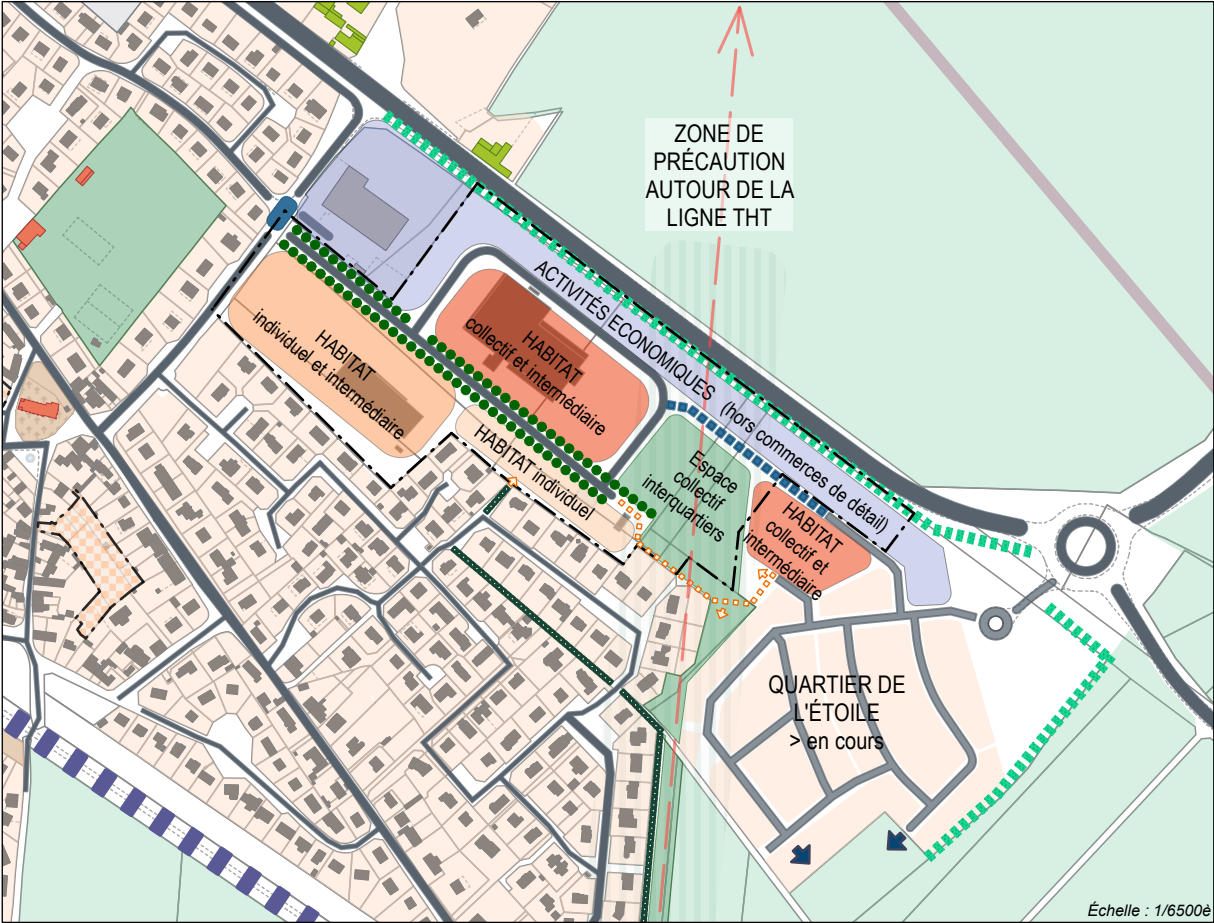 ZONE DE
PRÉCAUTION
AUTOUR DE LA
LIGNE THT
ACTIVITÉS ECONOMIQUES (hors commerces de détail)
HABITAT
collectif et intermédiaire
HABITAT
individuel et intermédiaire
HABITAT individuel
Espace
collectif
interquartiers
HABITAT
collectif et
intermédiaire
QUARTIER DE
L'ÉTOILE
> en cours
Échelle : 1/6500è